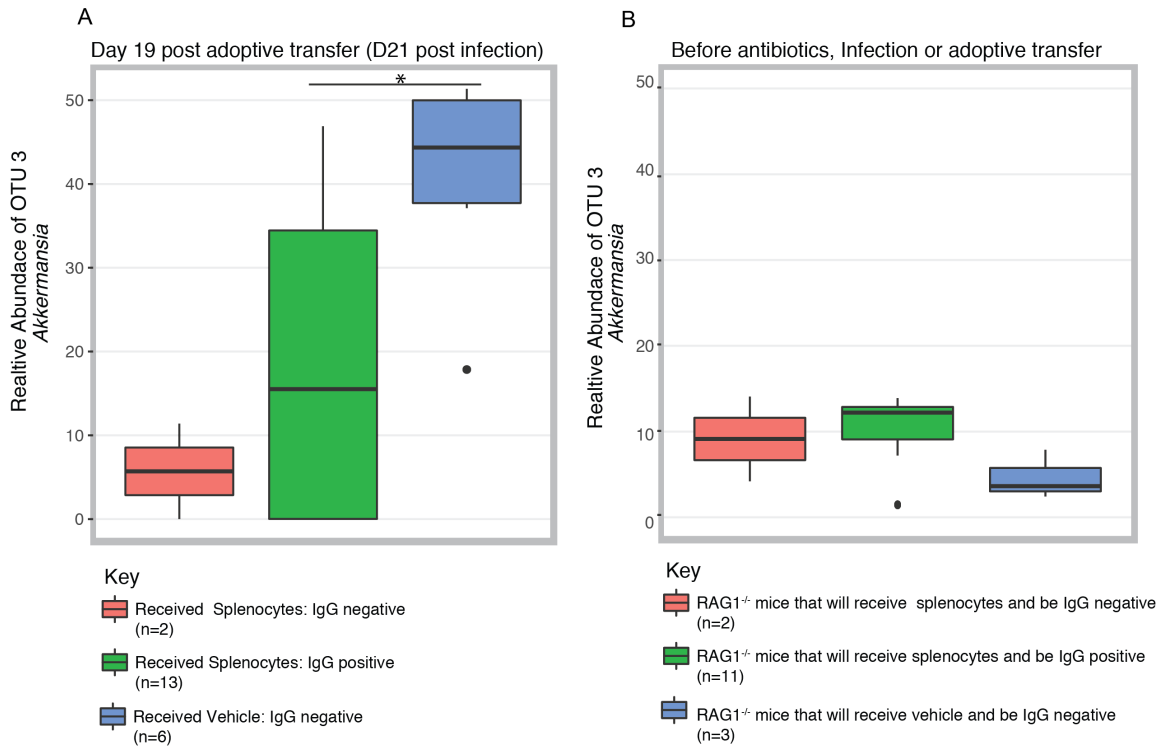 A
Day 19 post adoptive transfer (D21 post infection)
*
50
40
30
20
10
0
Realtive Abundace of OTU 3
Akkermansia
Key
Received Splenocytes: IgG negative
(n=2)
Received Splenocytes: IgG positive
(n=13)
Received Vehicle: IgG negative
(n=6)
B
Before antibiotics, Infection or adoptive transfer
50
40
30
20
10
0
Realtive Abundace of OTU 3
Akkermansia
Key
RAG1-/- mice that will receive splenocytes and be IgG negative
(n=2)
RAG1-/- mice that will receive splenocytes and be IgG positive
(n=11)
RAG1-/- mice that will receive vehicle and be IgG negative
(n=3)